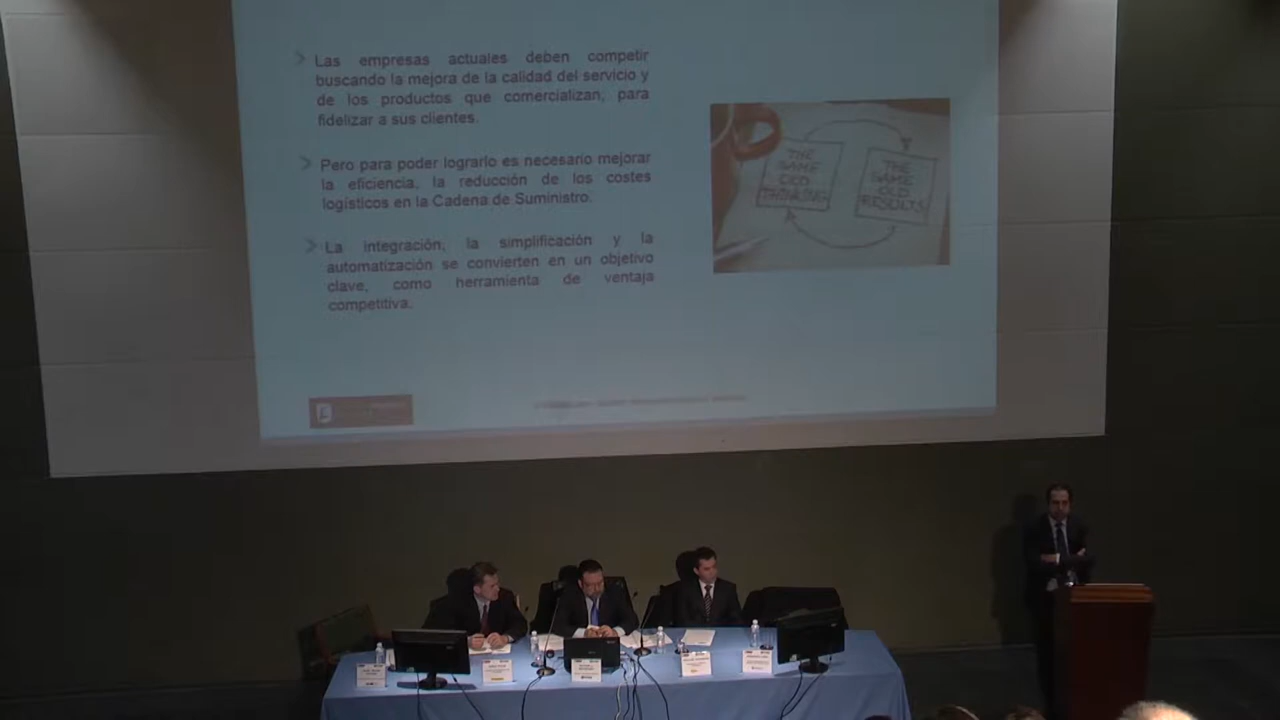 Las empresas actuales deben competir
buscando la mejora de la calidad del servicio y
de los productos que comercializan, para
fidelizar a sus clientes.
Pero para poder lograrlo es necesario mejorar
la eficiencia, la reducción de los costes
logísticos en la Cadena de Suministro.
La integración, la simplificación y la
automatización se convierten en un objetivo
clave, como herramienta de ventaja
competitiva.
THE
SAME
OLD
THINKING
THE
SAME
OLD
RESULTS